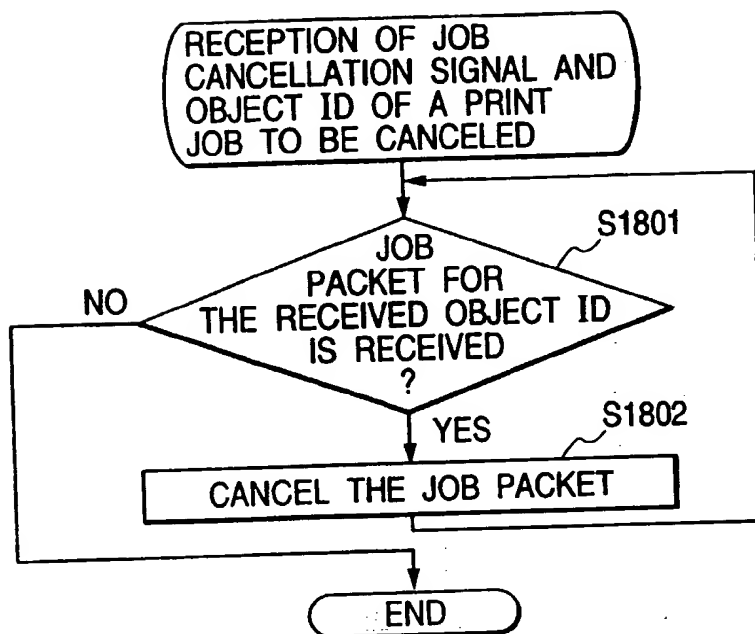 RECEPTION OF JOB
CANCELLATION SIGNAL AND
OBJECT ID OF A PRINT
JOB TO BE CANCELED
S1801
JOB
PACKET FOR
THE RECEIVED OBJECT ID
IS RECEIVED
?
NO
YES
S1802
CANCEL THE JOB PACKET
END